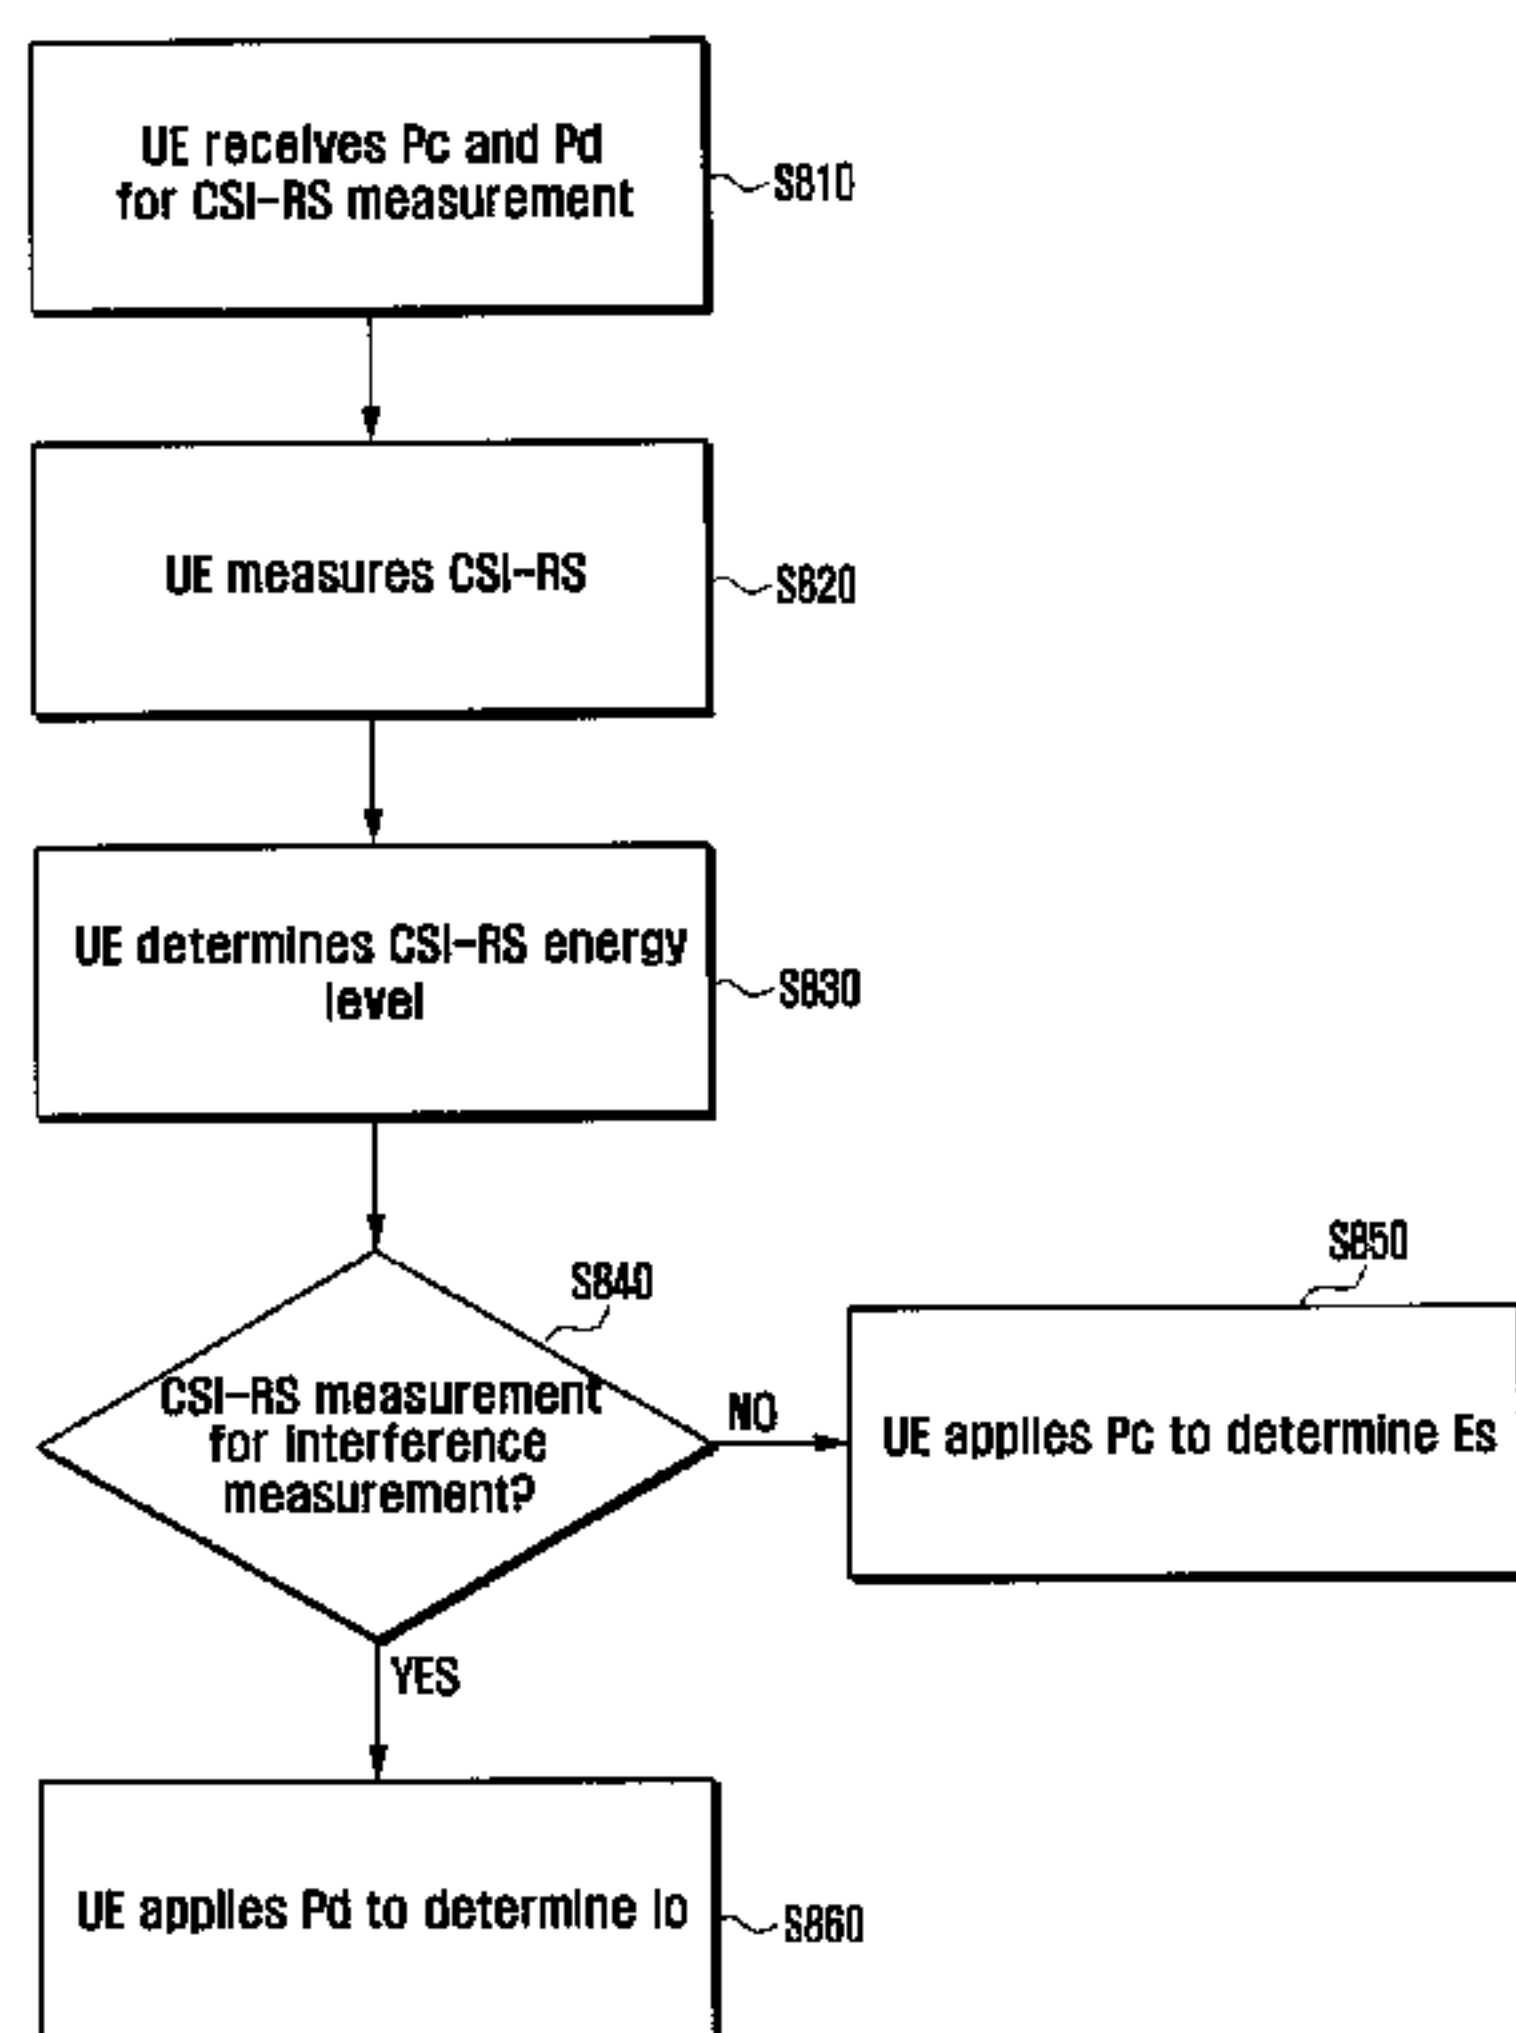 UE receives Pc and Pd
for CSI-RS measurement
S810
UE measures CSI-RS
S820
UE determines CSI-RS energy
level
S830
S840
CSI-RS measurement
for interference
measurement?
NO
S850
UE applies Pc to determine Es
YES
UE applies Pd to determine Io
S860